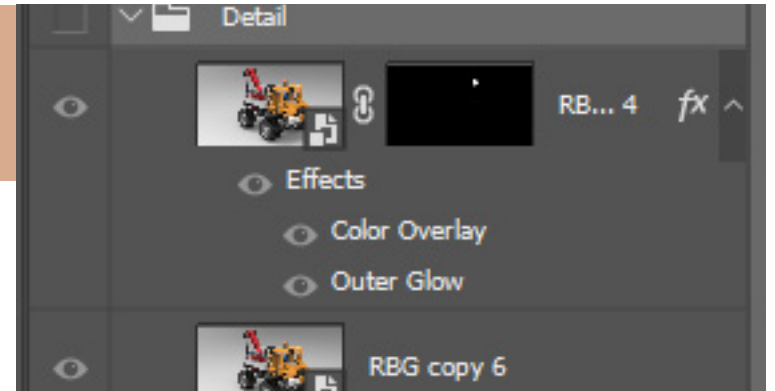 Detail
RB... 4 fx
Effects
Color Overlay
Outer Glow
RBG copy 6